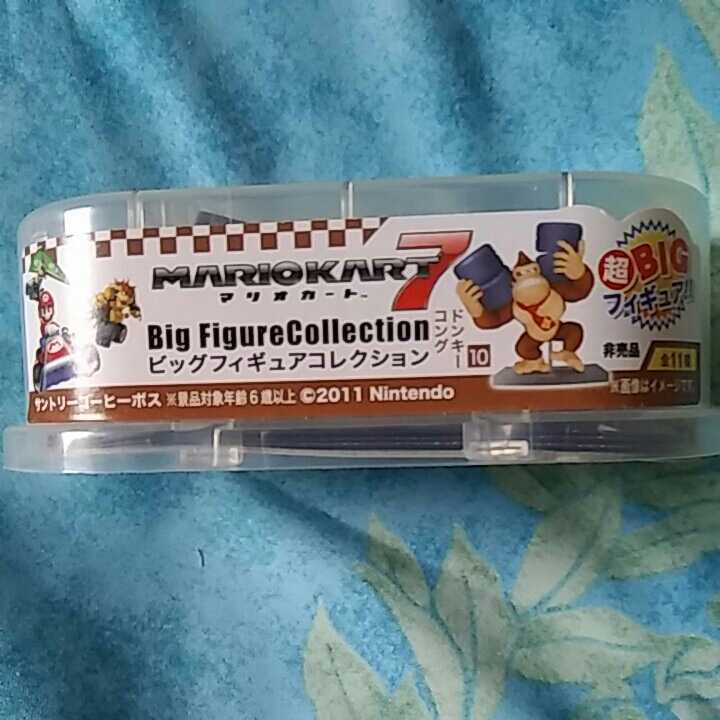 MARIOKART 7
マリオカート™
Big FigureCollection
ビッグフィギュアコレクション
ドンキー
コング
10
超BIG
フィギュア!!
非売品
全11種
※画像はイメージです。
サントリーコーヒーボス ※景品対象年齢6歳以上 ©2011 Nintendo